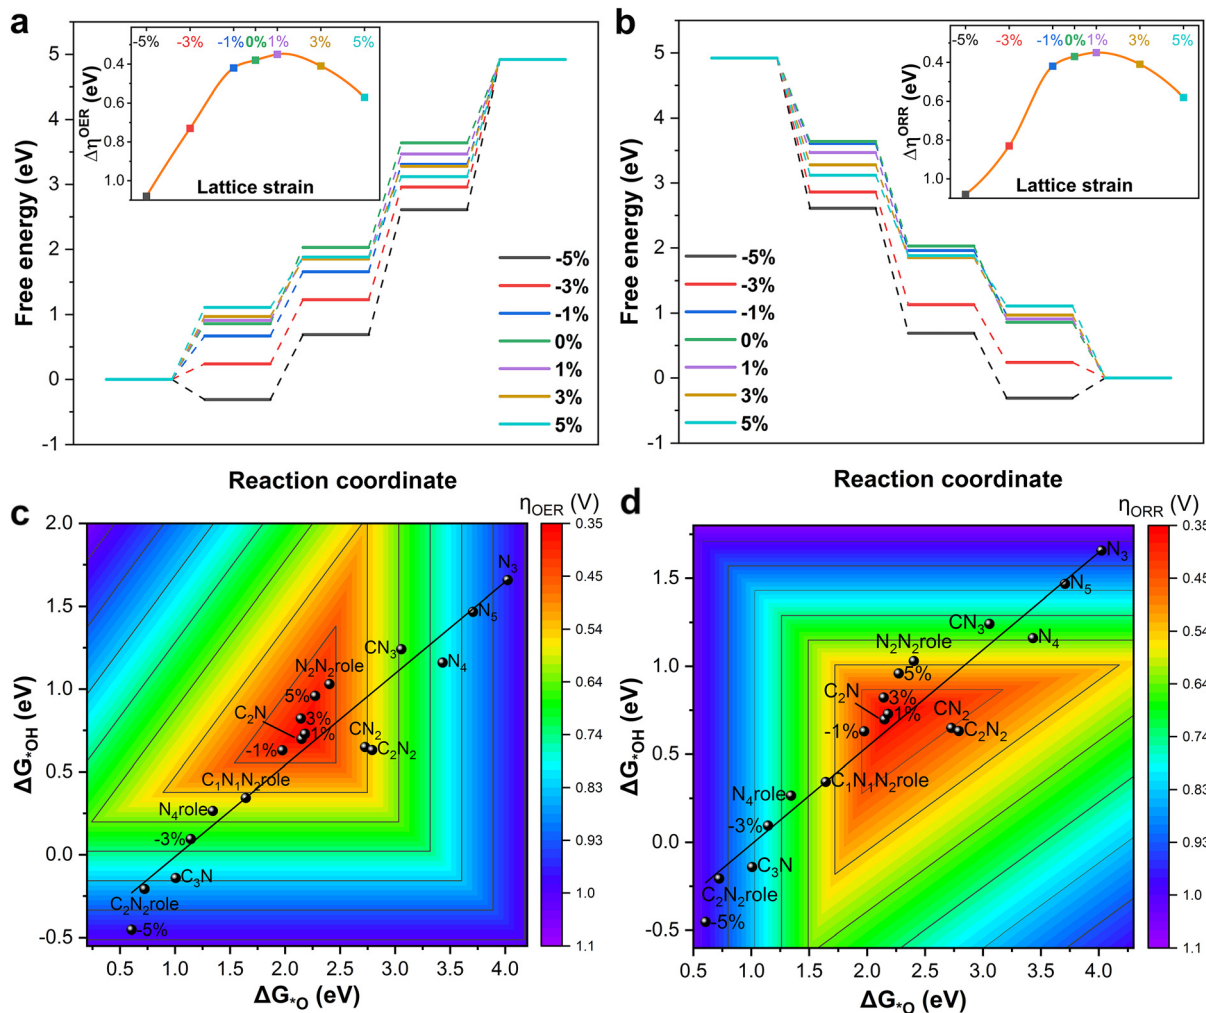 a
-5%
-3%
-1%
0%
1%
3%
5%
0.4
0.6
0.8
1.0
Δη^OER (eV)
Lattice strain
5
4
3
2
1
0
-1
Free energy (eV)
-5%
-3%
-1%
0%
1%
3%
5%
Reaction coordinate
b
-5%
-3%
-1%
0%
1%
3%
5%
0.4
0.6
0.8
1.0
Δη^ORR (eV)
Lattice strain
5
4
3
2
1
0
-1
Free energy (eV)
-5%
-3%
-1%
0%
1%
3%
5%
Reaction coordinate
c
η_OER (V)
2.0
1.5
1.0
0.5
0.0
-0.5
ΔG_*OH (eV)
N₃
N₅
CN₃
N₄
N₂N₂role
5%
C₂N
3%
1%
CN₂
-1%
C₂N₂
C₁N₁N₂role
N₄role
-3%
C₃N
C₂N₂role
-5%
0.5 1.0 1.5 2.0 2.5 3.0 3.5 4.0
ΔG_*O (eV)
0.35
0.45
0.54
0.64
0.74
0.83
0.93
1.0
1.1
d
η_ORR (V)
1.5
1.0
0.5
0.0
-0.5
ΔG_*OH (eV)
N₃
N₅
CN₃
N₄
N₂N₂role
5%
C₂N
3%
1%
CN₂
-1%
C₂N₂
C₁N₁N₂role
N₄role
-3%
C₃N
C₂N₂role
-5%
0.5 1.0 1.5 2.0 2.5 3.0 3.5 4.0
ΔG_*O (eV)
0.35
0.45
0.54
0.64
0.74
0.83
0.93
1.0
1.1